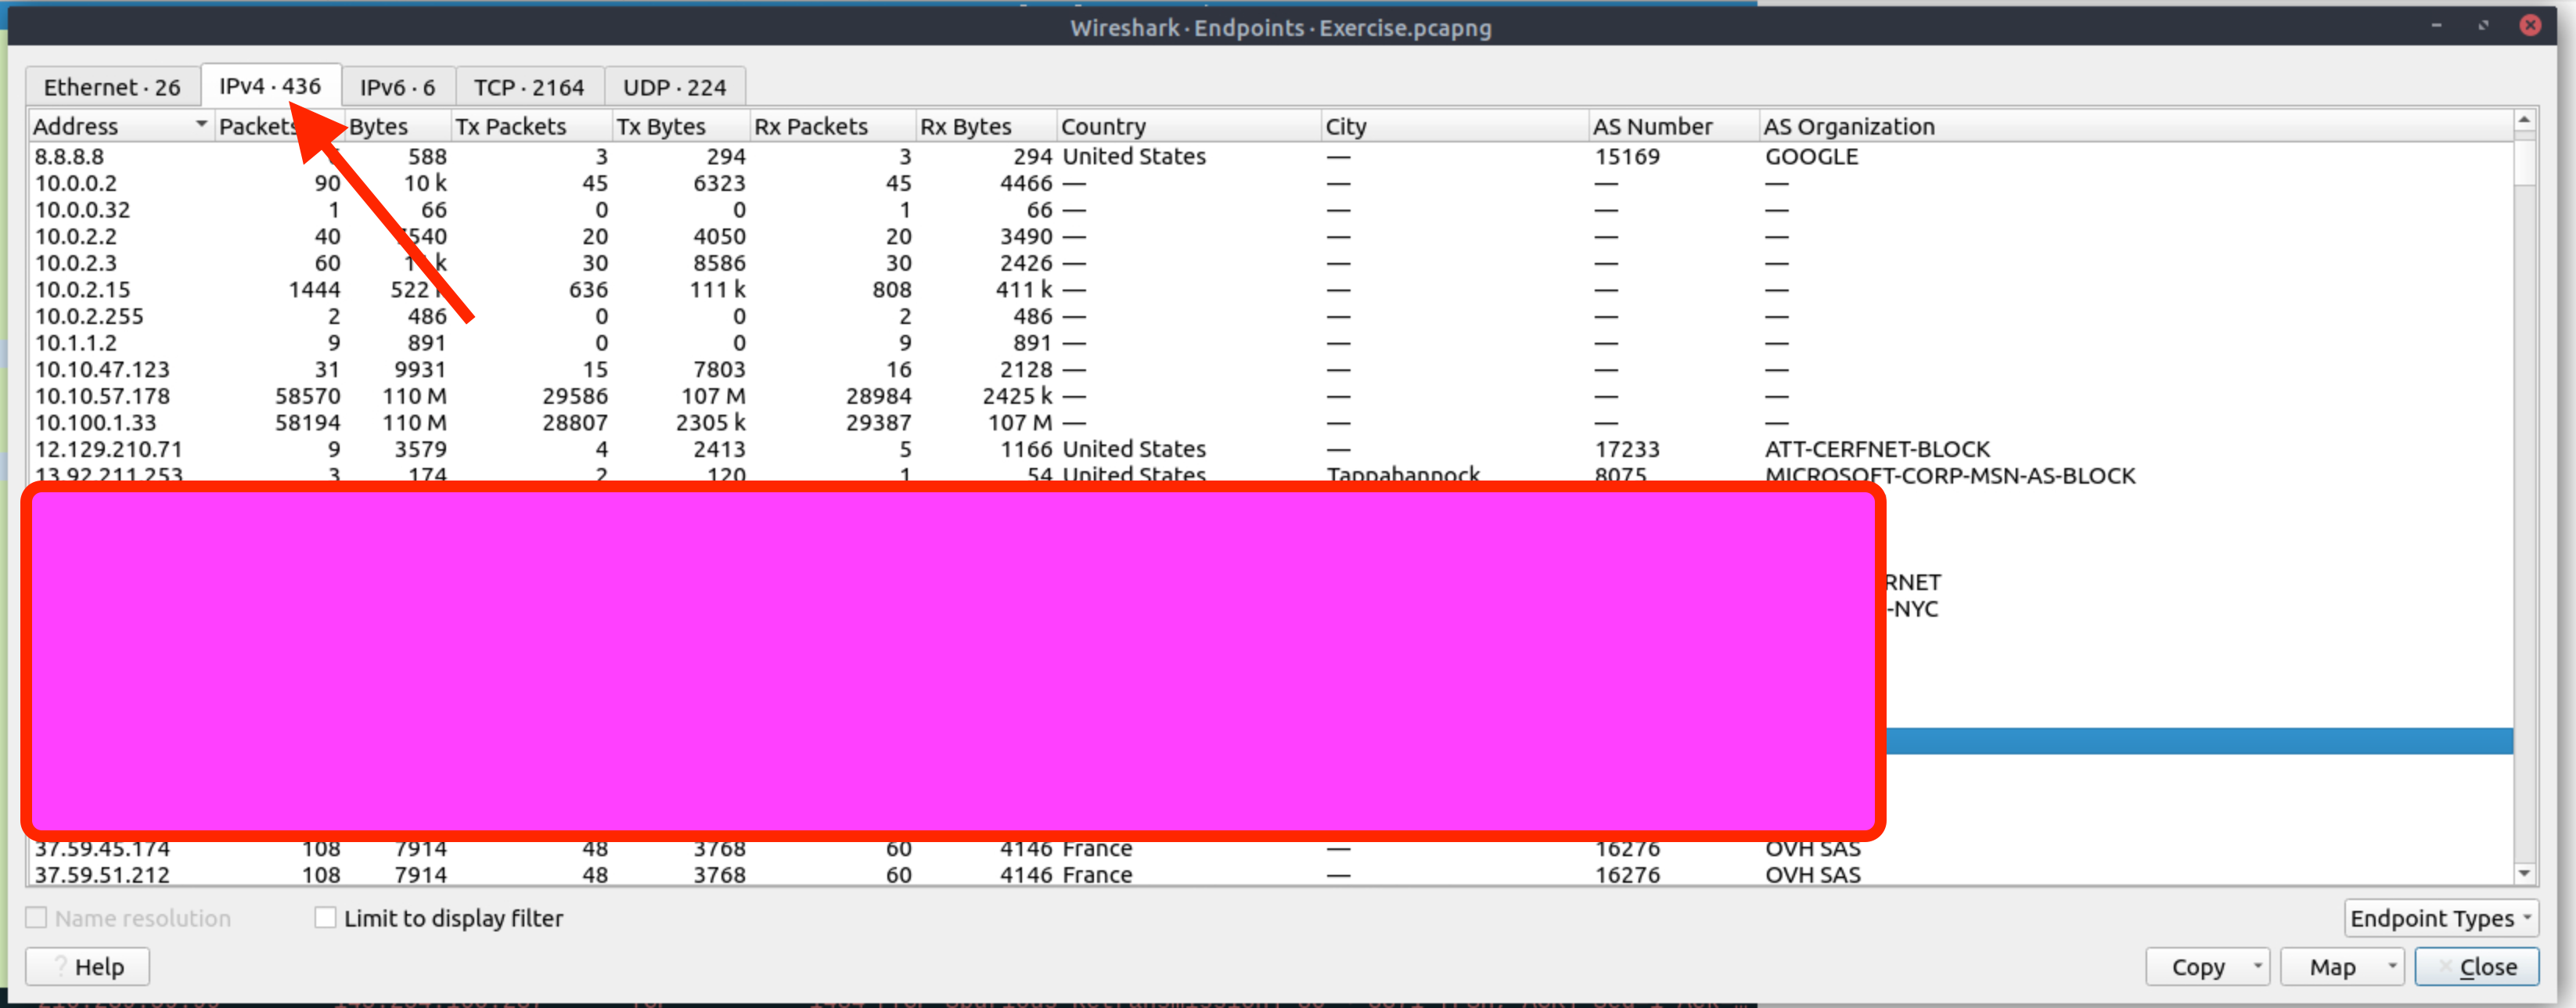 Wireshark · Endpoints · Exercise.pcapng
Ethernet · 26 IPv4 · 436 IPv6 · 6 TCP · 2164 UDP · 224
Address Packets Bytes Tx Packets Tx Bytes Rx Packets Rx Bytes Country City AS Number AS Organization
8.8.8.8 588 3 294 3 294 United States — 15169 GOOGLE
10.0.0.2 90 10 k 45 6323 45 4466 — — — —
10.0.0.32 1 66 0 0 1 66 — — — —
10.0.2.2 40 540 20 4050 20 3490 — — — —
10.0.2.3 60 k 30 8586 30 2426 — — — —
10.0.2.15 1444 522 636 111 k 808 411 k — — — —
10.0.2.255 2 486 0 0 2 486 — — — —
10.1.1.2 9 891 0 0 9 891 — — — —
10.10.47.123 31 9931 15 7803 16 2128 — — — —
10.10.57.178 58570 110 M 29586 107 M 28984 2425 k — — — —
10.100.1.33 58194 110 M 28807 2305 k 29387 107 M — — — —
12.129.210.71 9 3579 4 2413 5 1166 United States — 17233 ATT-CERFNET-BLOCK
13.92.211.253 3 174 2 120 1 54 United States Tappahannock 8075 MICROSOFT-CORP-MSN-AS-BLOCK
RNET
-NYC
37.59.45.174 108 7914 48 3768 60 4146 France — 16276 OVH SAS
37.59.51.212 108 7914 48 3768 60 4146 France — 16276 OVH SAS
Name resolution Limit to display filter Endpoint Types
? Help Copy Map Close